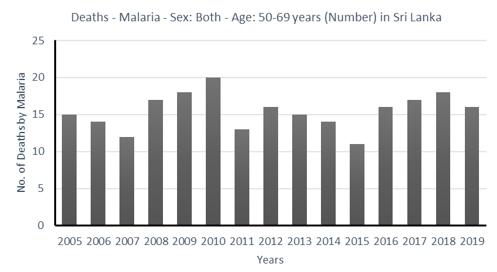 Deaths - Malaria - Sex: Both - Age: 50-69 years (Number) in Sri Lanka
25
20
15
10
5
0
No. of Deaths by Malaria
2005 2006 2007 2008 2009 2010 2011 2012 2013 2014 2015 2016 2017 2018 2019
Years